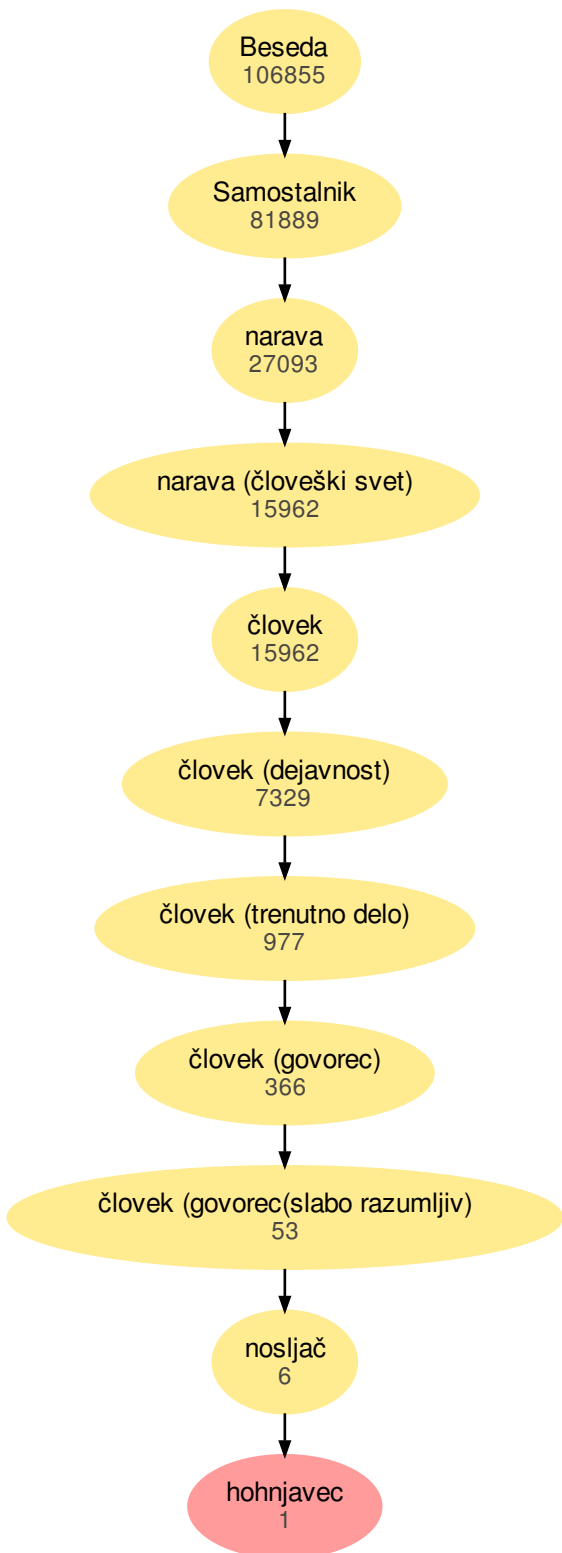 Beseda
106855
Samostalnik
81889
narava
27093
narava (človeški svet)
15962
človek
15962
človek (dejavnost)
7329
človek (trenutno delo)
977
človek (govorec)
366
človek (govorec(slabo razumljiv)
53
nosljač
6
hohnjavec
1